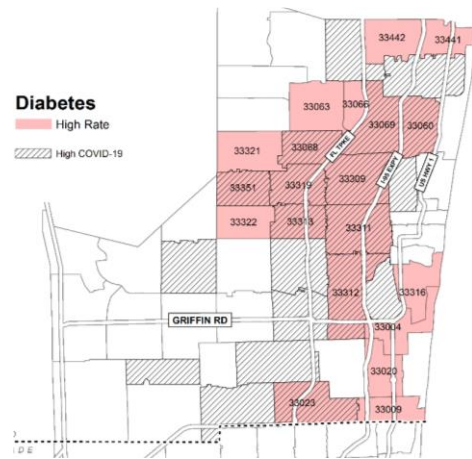 33442
33441
Diabetes
High Rate
High COVID-19
33063
33066
33069
33060
33321
33068
FL TPKE
I-95 EXPY
US HWY 1
33351
33319
33309
33322
33313
33311
33312
33316
GRIFFIN RD
33004
33020
33023
33009